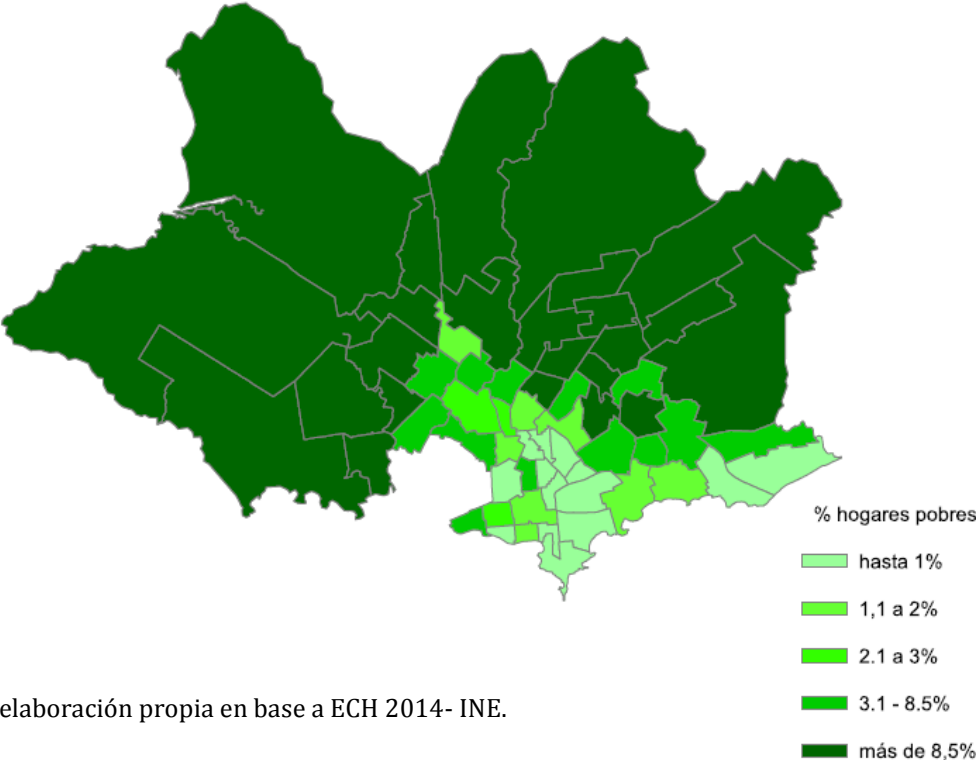 % hogares pobres
hasta 1%
1,1 a 2%
2.1 a 3%
3.1 - 8.5%
más de 8,5%
elaboración propia en base a ECH 2014- INE.